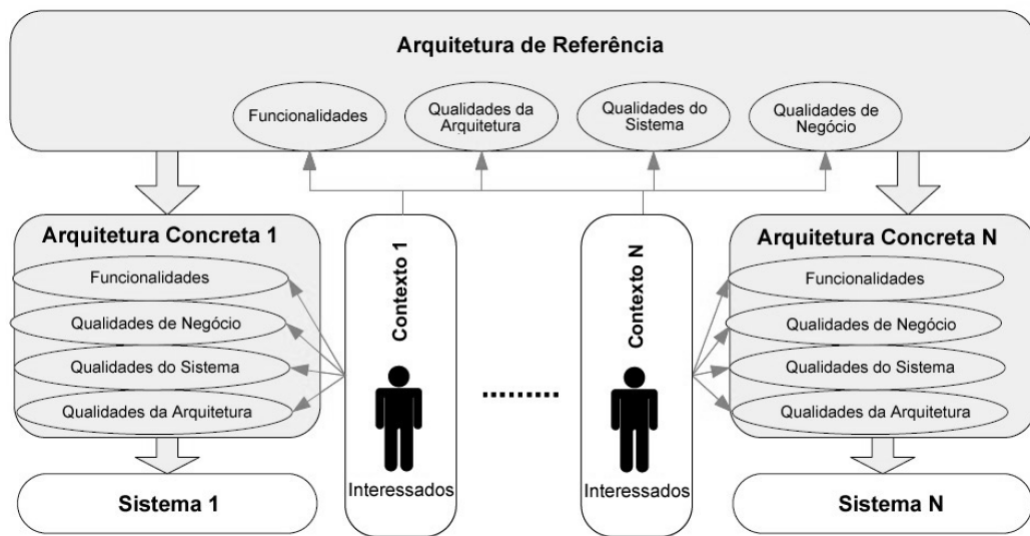 Arquitetura de Referência
Funcionalidades
Qualidades da
Arquitetura
Qualidades do
Sistema
Qualidades de
Negócio
Arquitetura Concreta 1
Funcionalidades
Qualidades de Negócio
Qualidades do Sistema
Qualidades da Arquitetura
Sistema 1
Contexto 1
Interessados
Contexto N
Interessados
Arquitetura Concreta N
Funcionalidades
Qualidades de Negócio
Qualidades do Sistema
Qualidades da Arquitetura
Sistema N